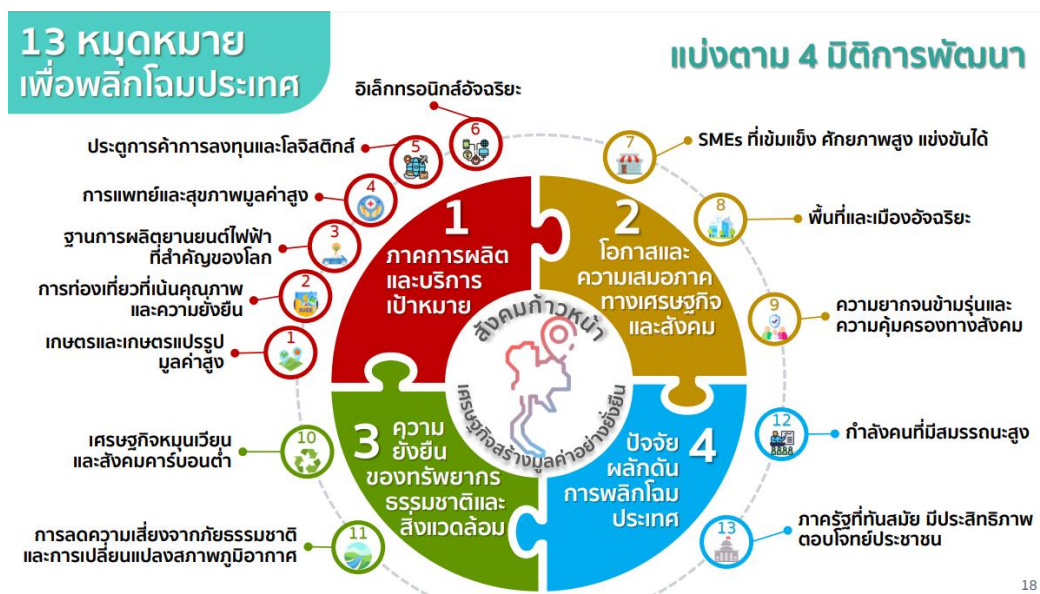 13 หมุดหมาย
เพื่อพลิกโฉมประเทศ
แบ่งตาม 4 มิติการพัฒนา
อิเล็กทรอนิกส์อัจฉริยะ
6
ประตูการค้าการลงทุนและโลจิสติกส์
5
การแพทย์และสุขภาพมูลค่าสูง
4
ฐานการผลิตยานยนต์ไฟฟ้า
ที่สำคัญของโลก
3
การท่องเที่ยวที่เน้นคุณภาพ
และความยั่งยืน
2
เกษตรและเกษตรแปรรูป
มูลค่าสูง
1
1
ภาคการผลิต
และบริการ
เป้าหมาย
2
โอกาสและ
ความเสมอภาค
ทางเศรษฐกิจ
และสังคม
7
SMEs ที่เข้มแข็ง ศักยภาพสูง แข่งขันได้
8
พื้นที่และเมืองอัจฉริยะ
9
ความยากจนข้ามรุ่นและ
ความคุ้มครองทางสังคม
สังคมก้าวหน้า
เศรษฐกิจสร้างมูลค่าอย่างยั่งยืน
เศรษฐกิจหมุนเวียน
และสังคมคาร์บอนต่ำ
10
การลดความเสี่ยงจากภัยธรรมชาติ
และการเปลี่ยนแปลงสภาพภูมิอากาศ
11
3 ความ
ยั่งยืน
ของทรัพยากร
ธรรมชาติและ
สิ่งแวดล้อม
ปัจจัย 4
ผลักดัน
การพลิกโฉม
ประเทศ
12
กำลังคนที่มีสมรรถนะสูง
13
ภาครัฐที่ทันสมัย มีประสิทธิภาพ
ตอบโจทย์ประชาชน
18